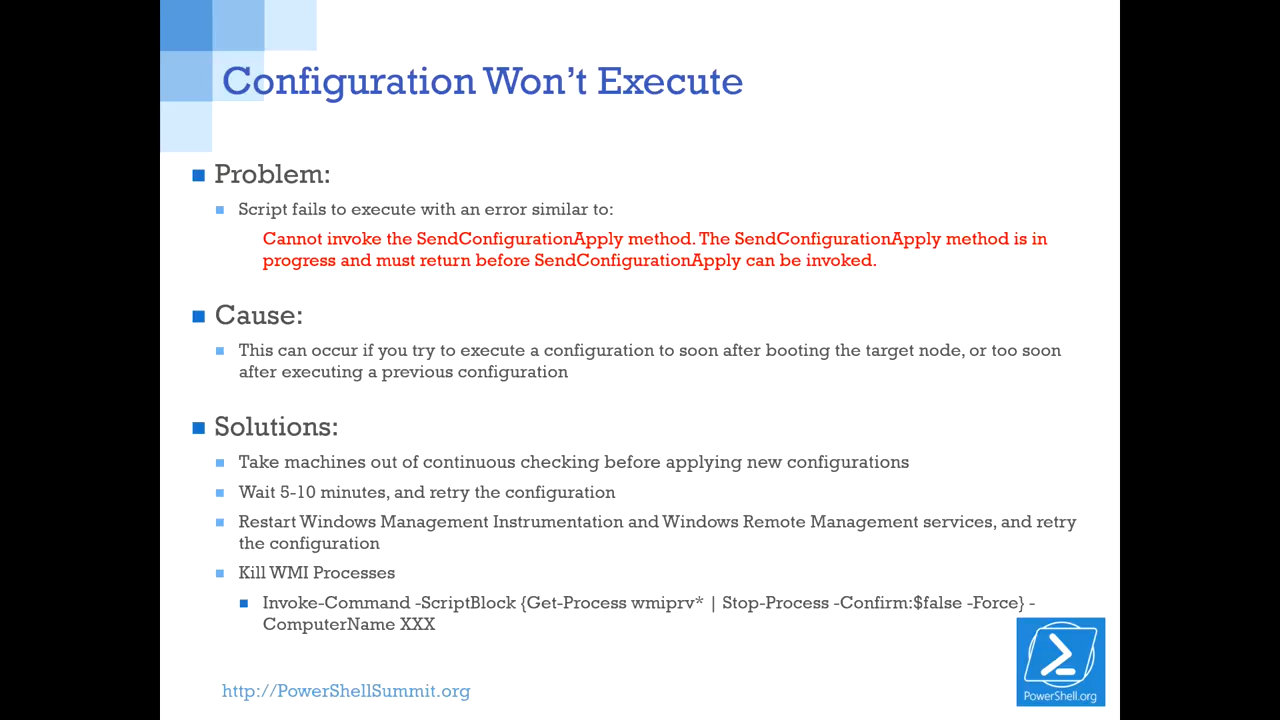 Configuration Won’t Execute
Problem:
Script fails to execute with an error similar to:
Cannot invoke the SendConfigurationApply method. The SendConfigurationApply method is in
progress and must return before SendConfigurationApply can be invoked.
Cause:
This can occur if you try to execute a configuration to soon after booting the target node, or too soon
after executing a previous configuration
Solutions:
Take machines out of continuous checking before applying new configurations
Wait 5-10 minutes, and retry the configuration
Restart Windows Management Instrumentation and Windows Remote Management services, and retry
the configuration
Kill WMI Processes
Invoke-Command -ScriptBlock {Get-Process wmiprv* | Stop-Process -Confirm:$false -Force} -
ComputerName XXX
http://PowerShellSummit.org
PowerShell.org